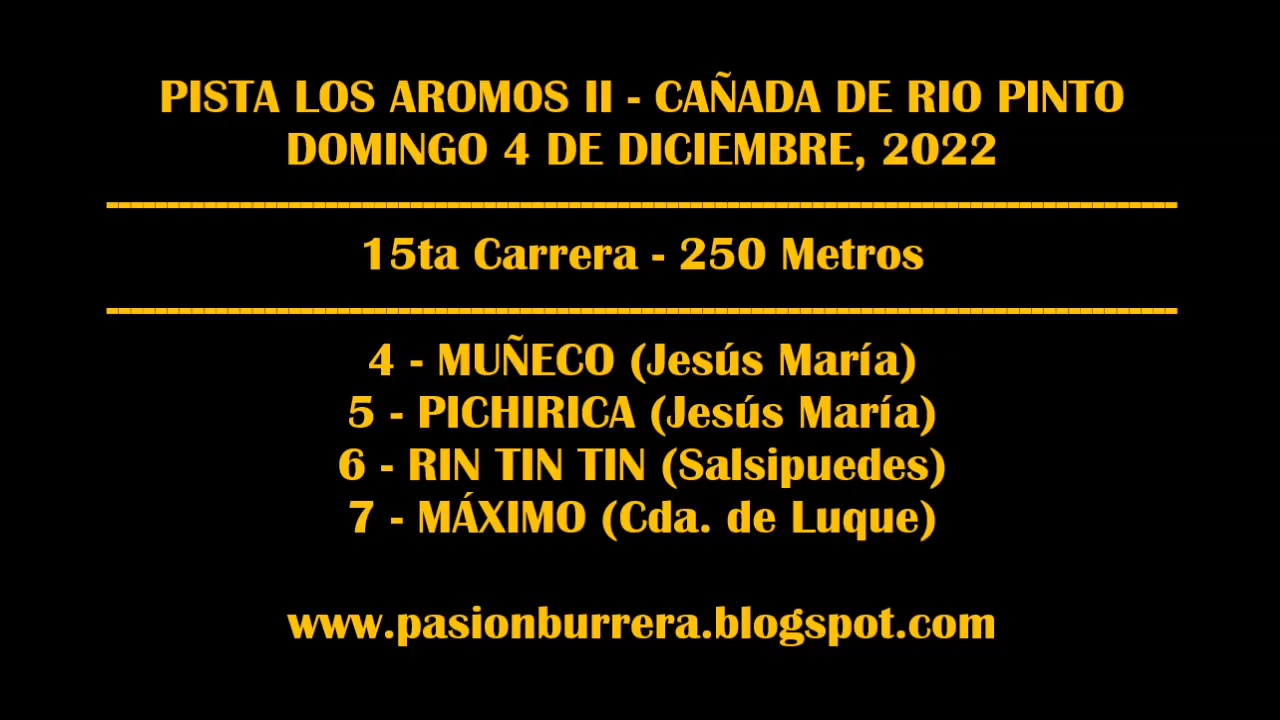 PISTA LOS AROMOS II - CAÑADA DE RIO PINTO
DOMINGO 4 DE DICIEMBRE, 2022
15ta Carrera - 250 Metros
4 - MUÑECO (Jesús María)
5 - PICHIRICA (Jesús María)
6 - RIN TIN TIN (Salsipuedes)
7 - MÁXIMO (Cda. de Luque)
www.pasionburrera.blogspot.com